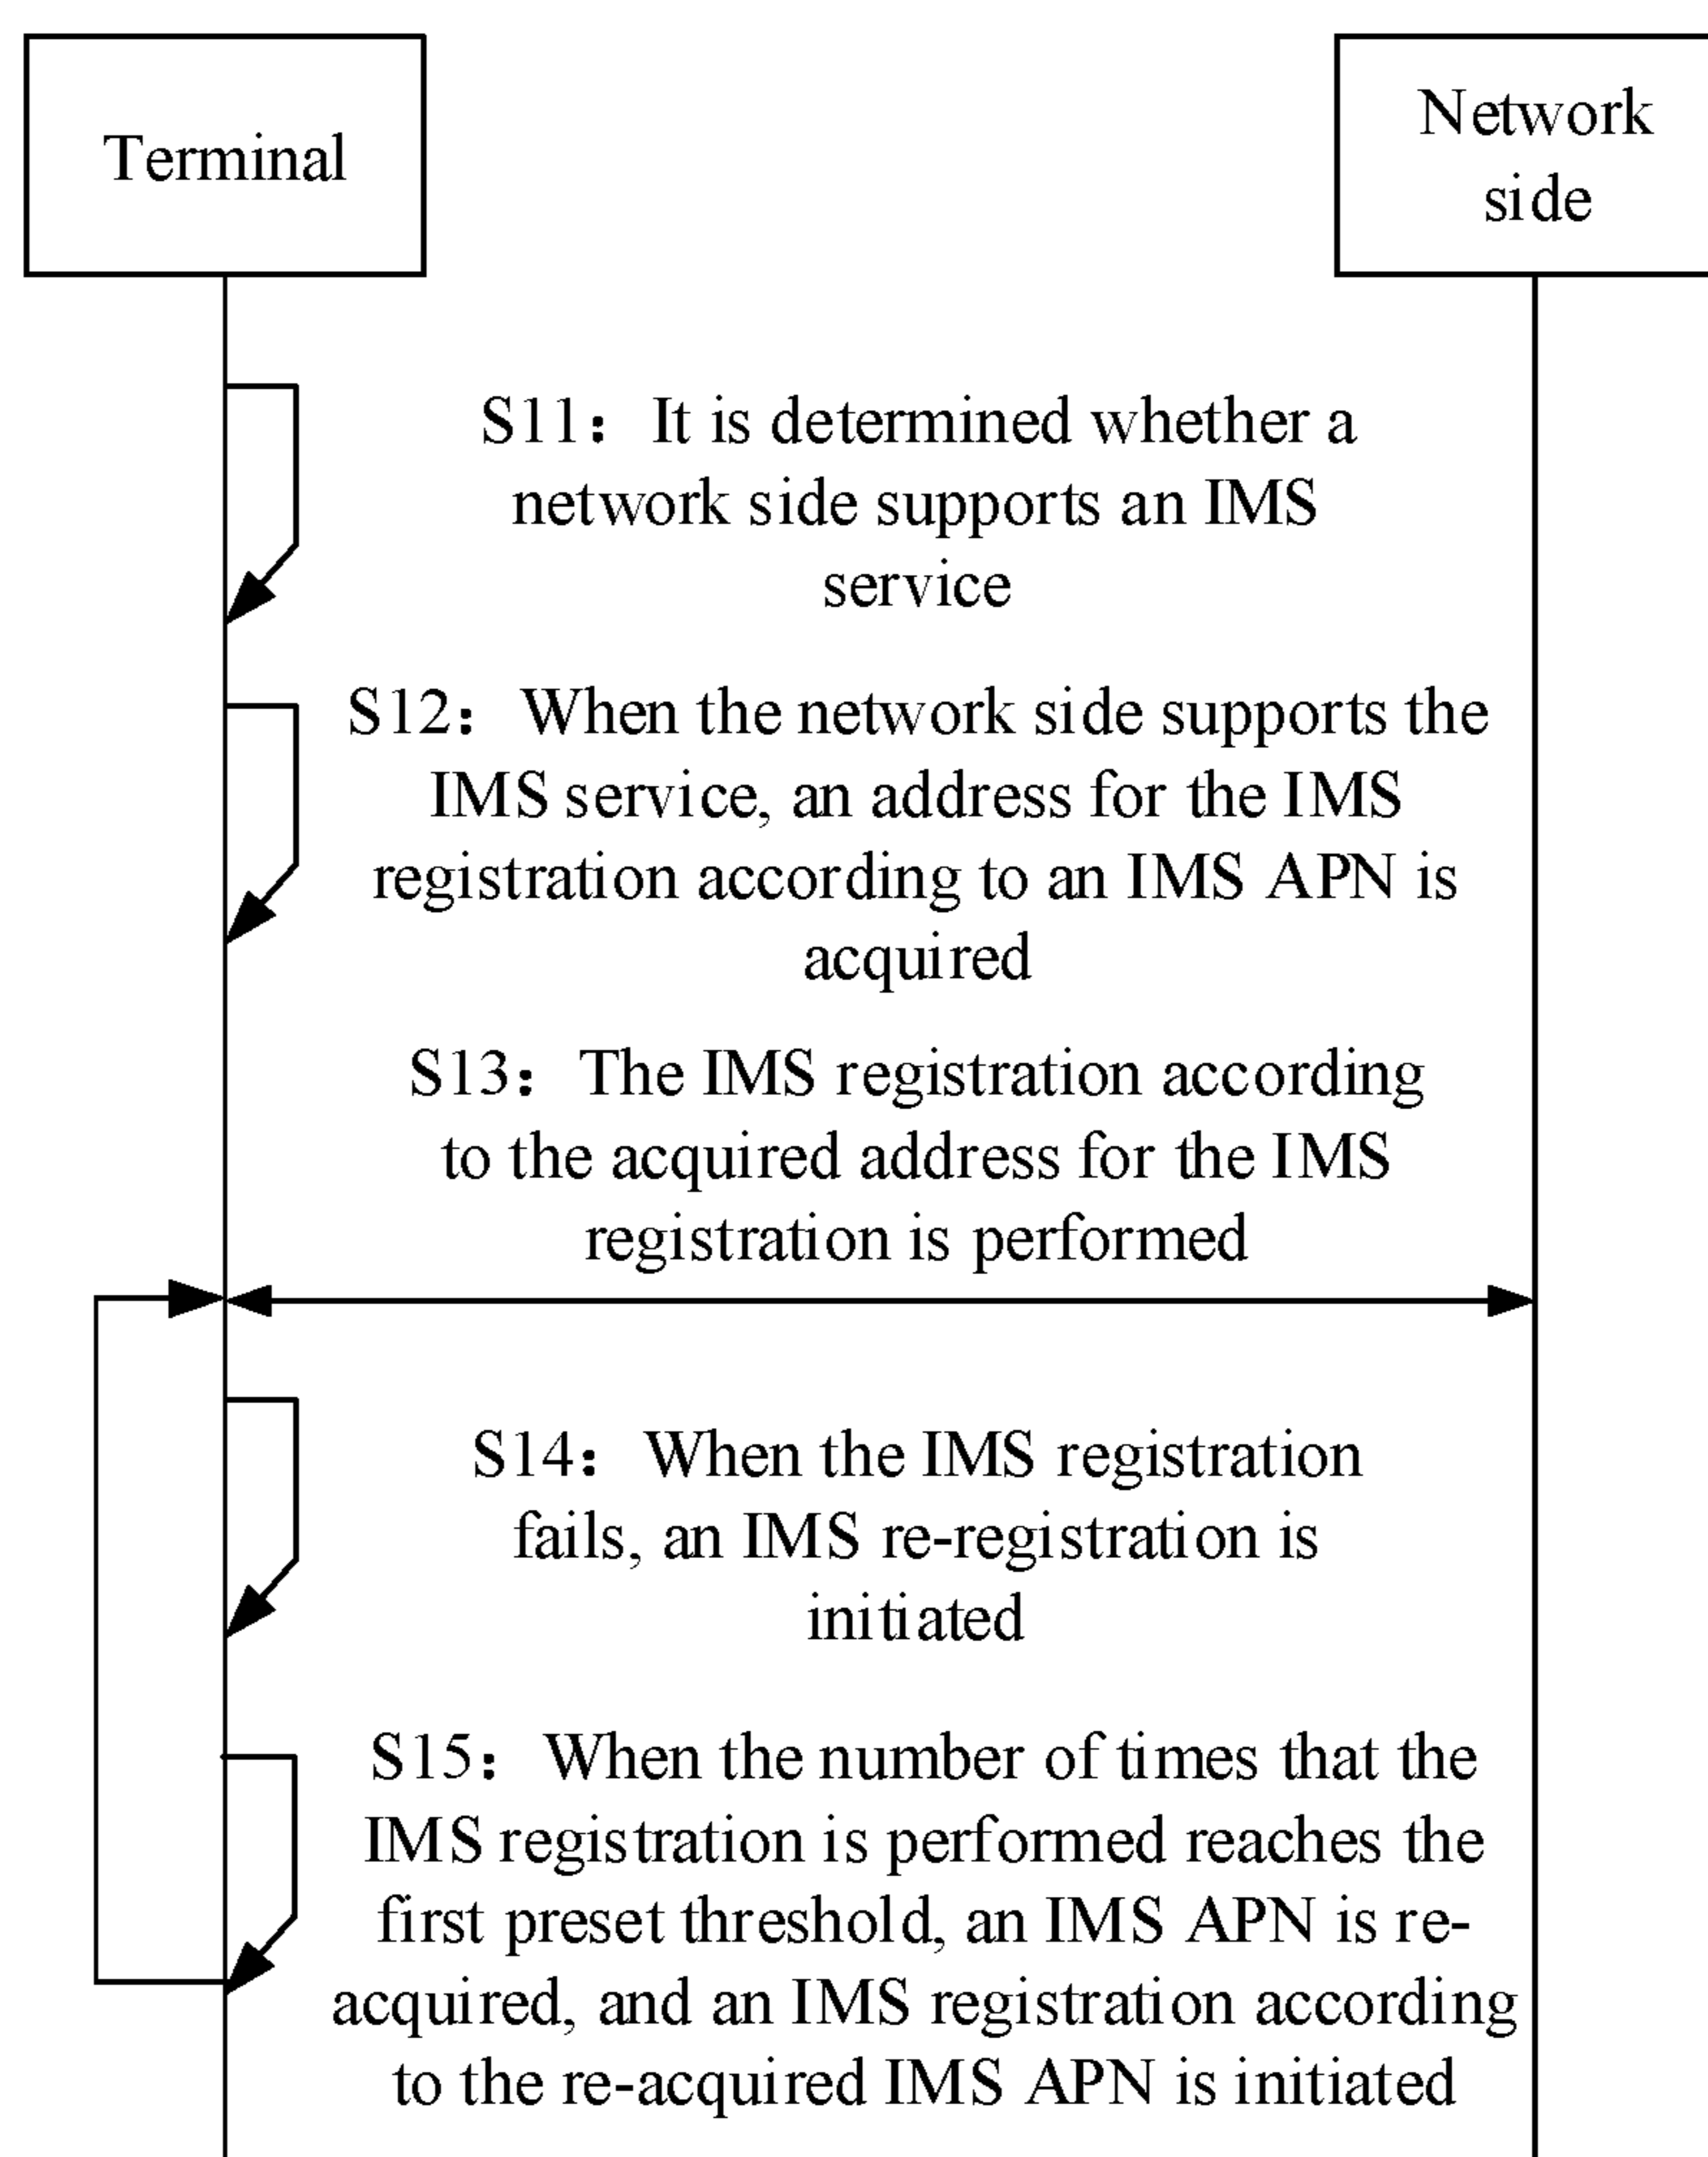 Terminal
Network
side
S11：It is determined whether a
network side supports an IMS
service
S12：When the network side supports the
IMS service, an address for the IMS
registration according to an IMS APN is
acquired
S13：The IMS registration according
to the acquired address for the IMS
registration is performed
S14：When the IMS registration
fails, an IMS re-registration is
initiated
S15：When the number of times that the
IMS registration is performed reaches the
first preset threshold, an IMS APN is re-
acquired, and an IMS registration according
to the re-acquired IMS APN is initiated